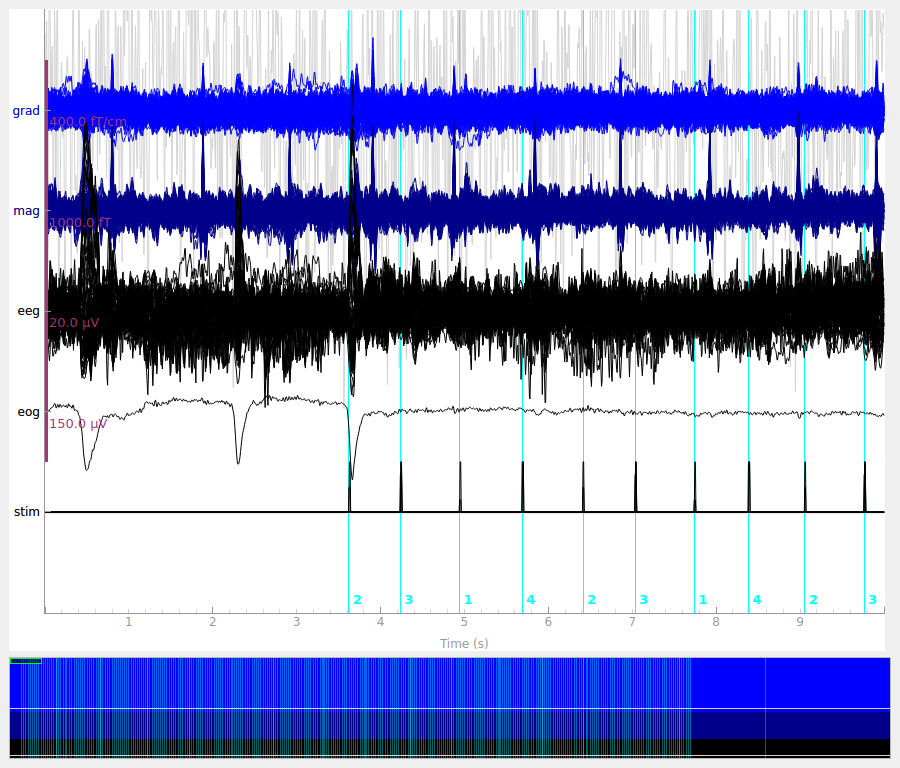 grad
400.0 fT/cm
mag
1000.0 fT
eeg
20.0 µV
eog
150.0 µV
stim
2 3 1 4 2 3 1 4 2 3
1 2 3 4 5 6 7 8 9
Time (s)